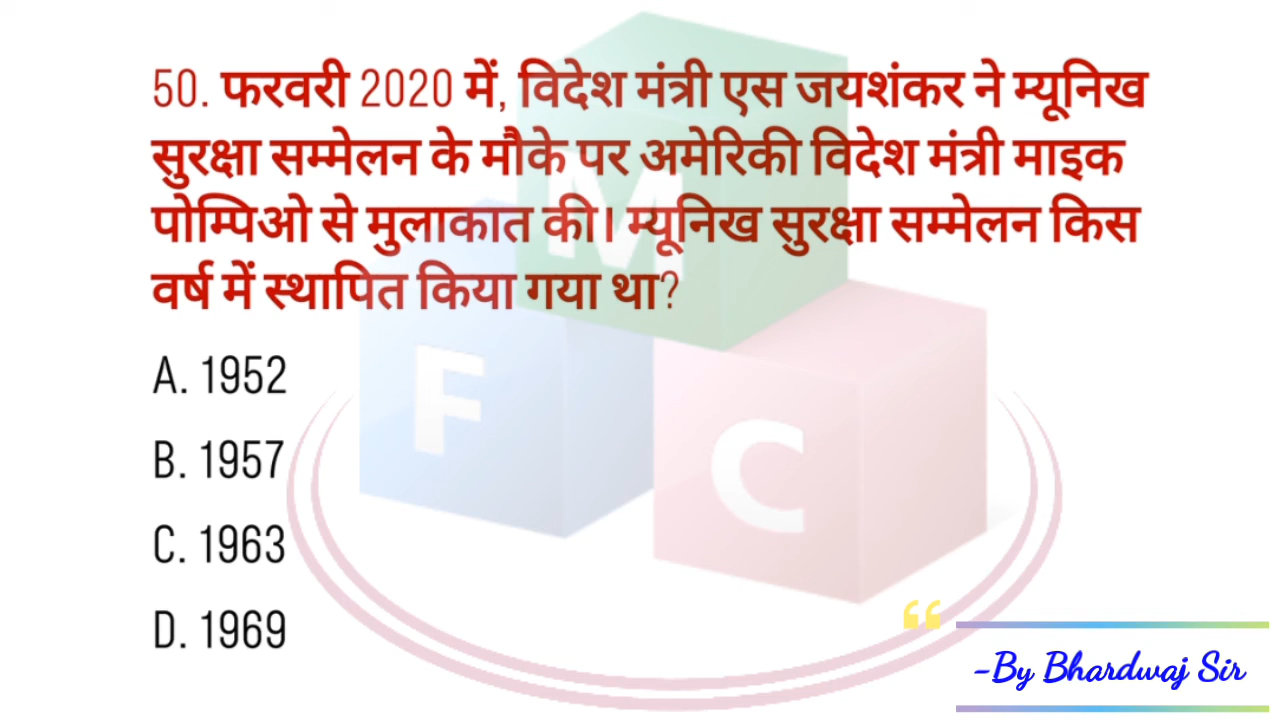 50. फरवरी 2020 में, विदेश मंत्री एस जयशंकर ने म्यूनिख
सुरक्षा सम्मेलन के मौके पर अमेरिकी विदेश मंत्री माइक
पोम्पिओ से मुलाकात की। म्यूनिख सुरक्षा सम्मेलन किस
वर्ष में स्थापित किया गया था?
A. 1952
B. 1957
C. 1963
D. 1969
M
F
C
“
-By Bhardwaj Sir